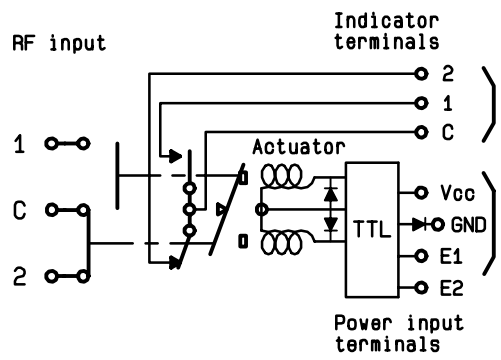 RF input
Indicator
terminals
2
1
C
1
C
2
Actuator
TTL
Vcc
GND
E1
E2
Power input
terminals